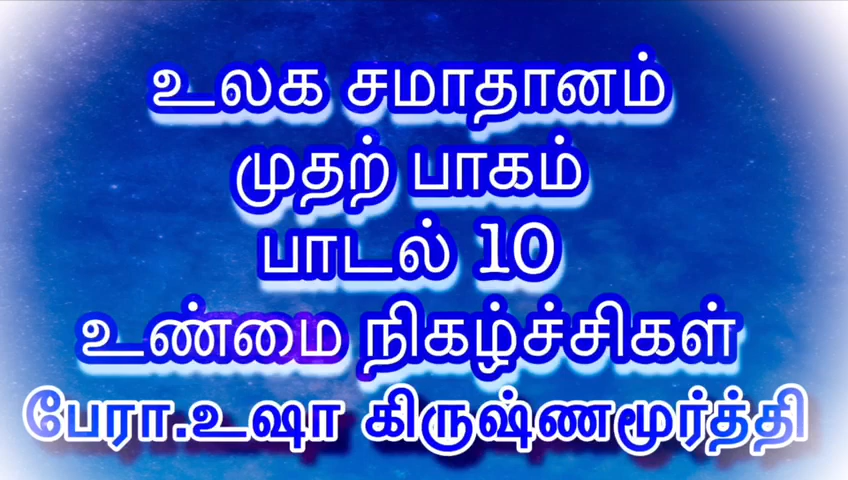 உலக சமாதானம்
முதற் பாகம்
பாடல் 10
உண்மை நிகழ்ச்சிகள்
பேரா.உஷா கிருஷ்ணமூர்த்தி